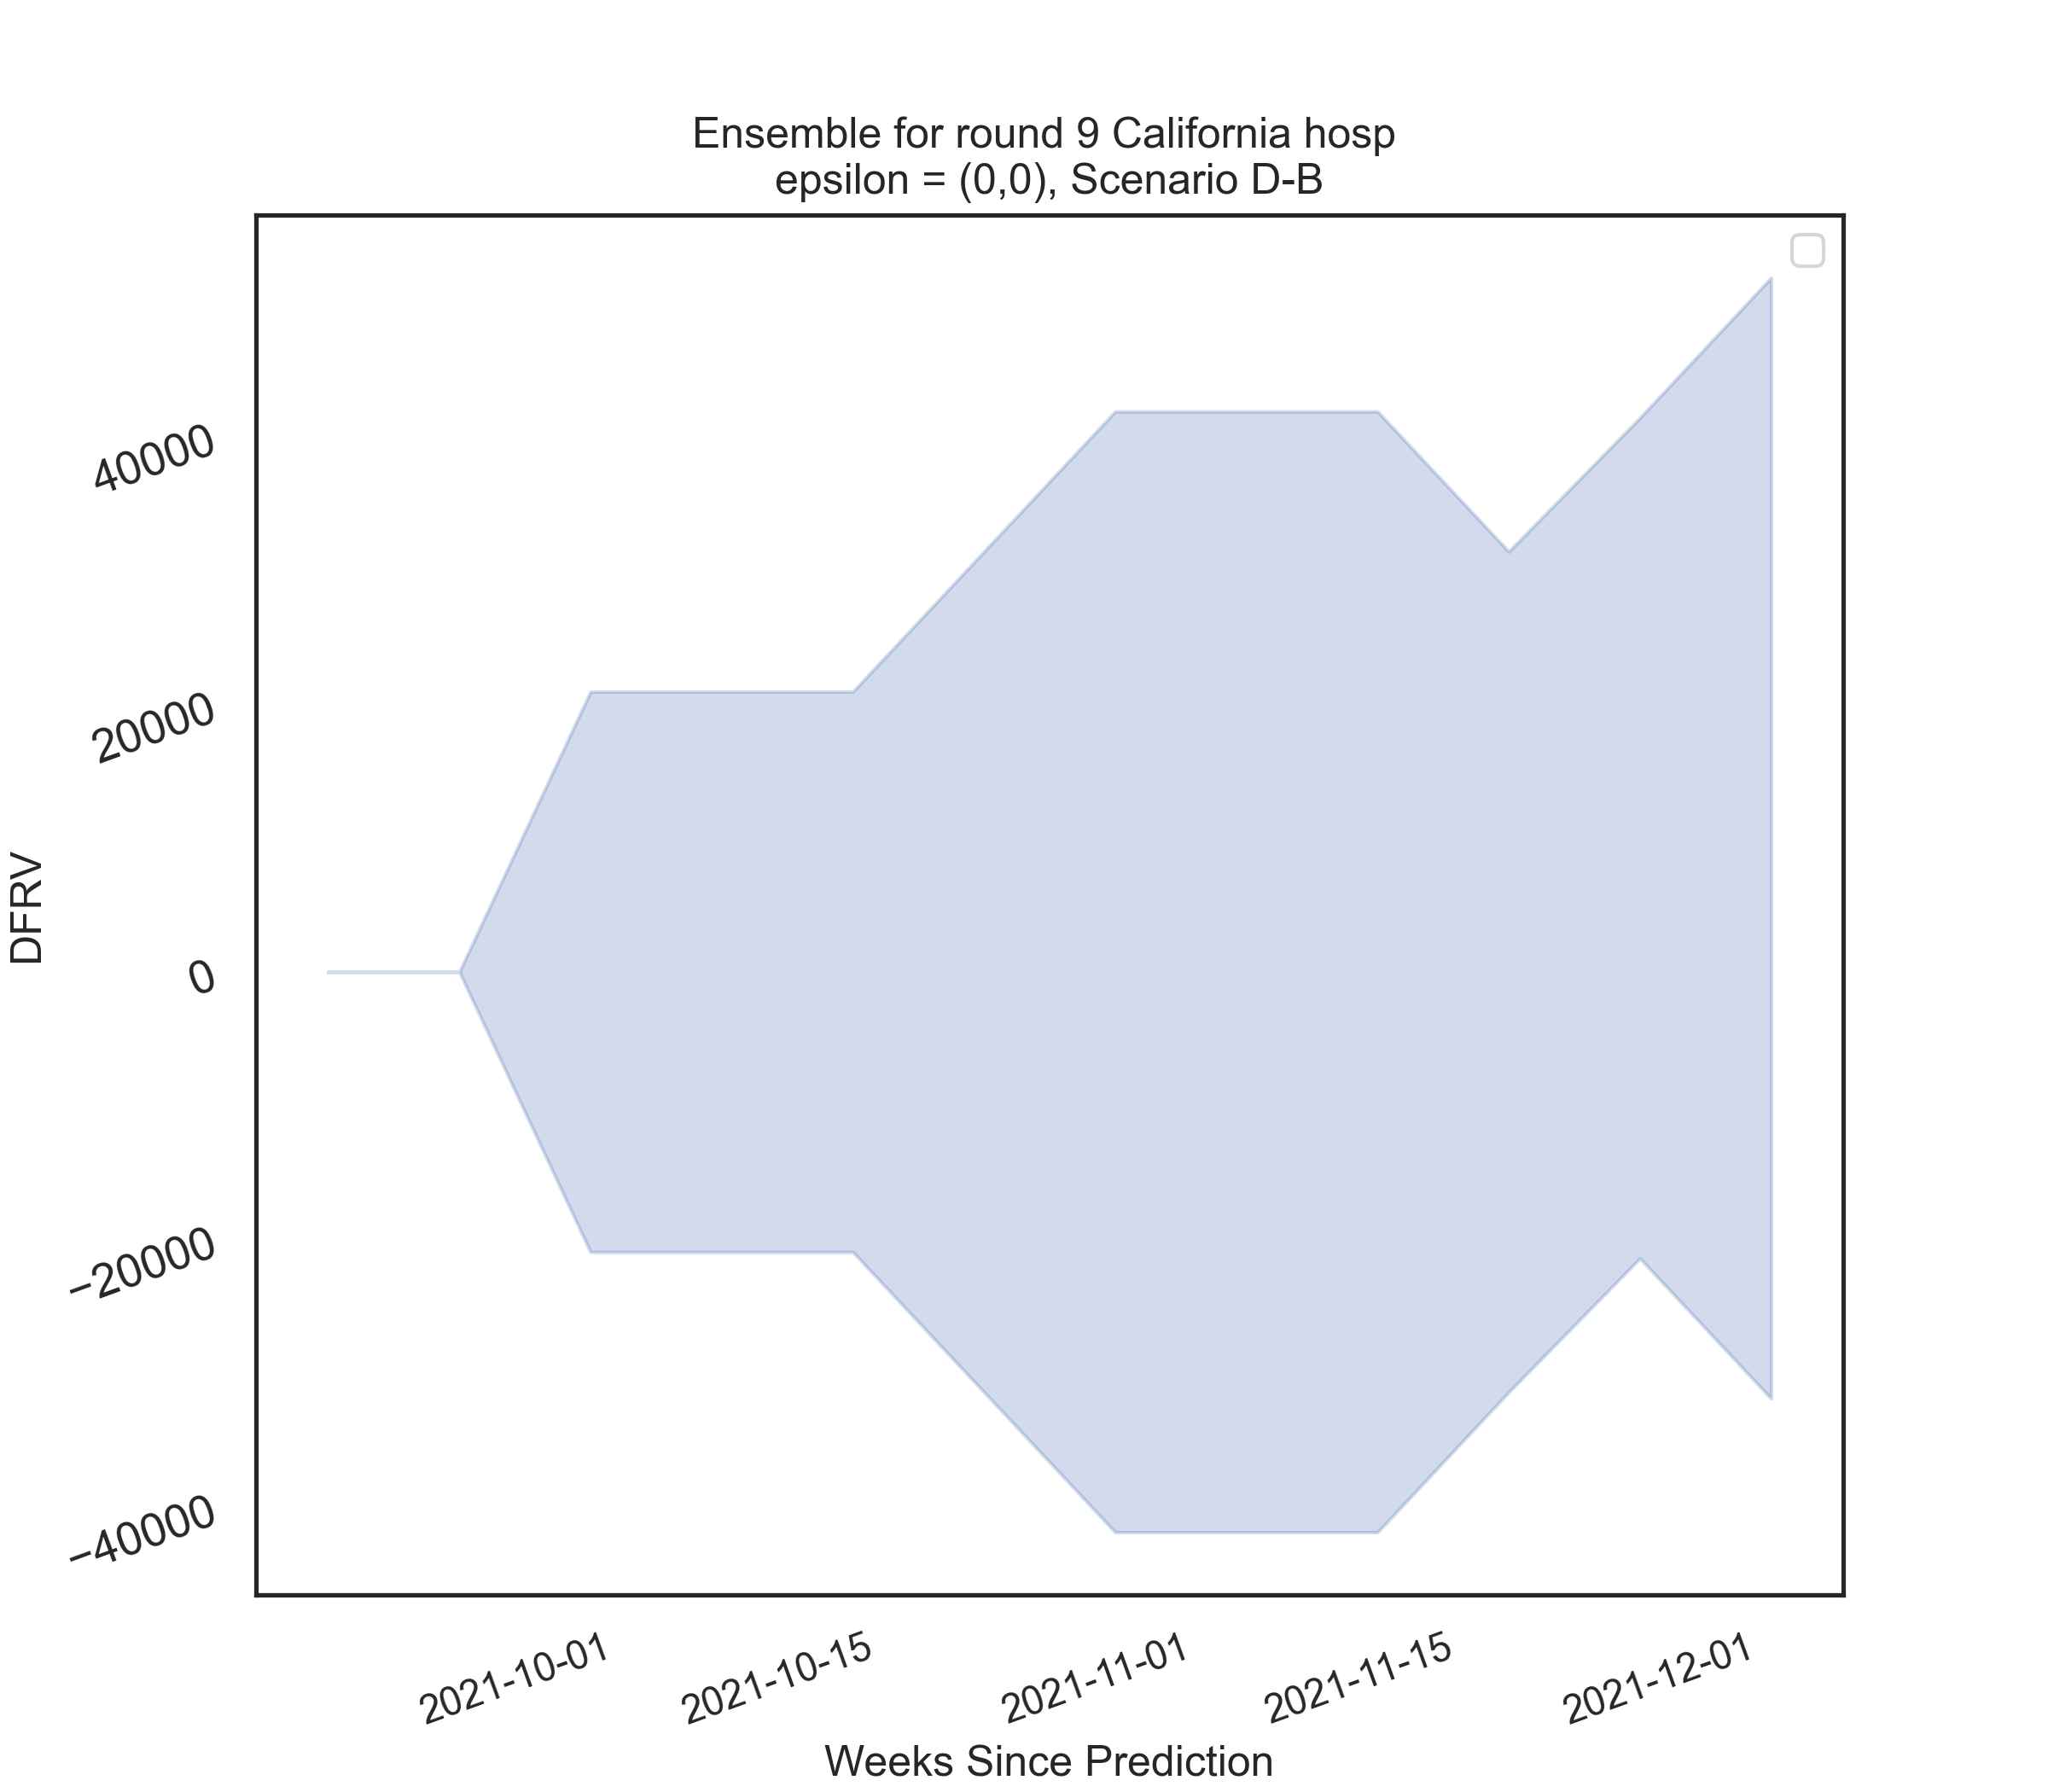 Ensemble for round 9 California hosp
epsilon = (0,0), Scenario D-B
DFRV
40000
20000
0
−20000
−40000
2021-10-01
2021-10-15
2021-11-01
2021-11-15
2021-12-01
Weeks Since Prediction